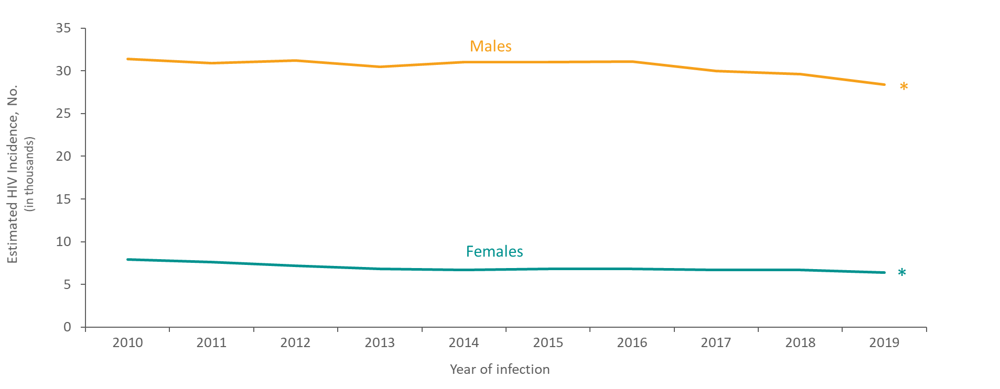 Estimated HIV Incidence, No.
(in thousands)
35
30
25
20
15
10
5
0
Males
*
Females
*
2010 2011 2012 2013 2014 2015 2016 2017 2018 2019
Year of infection